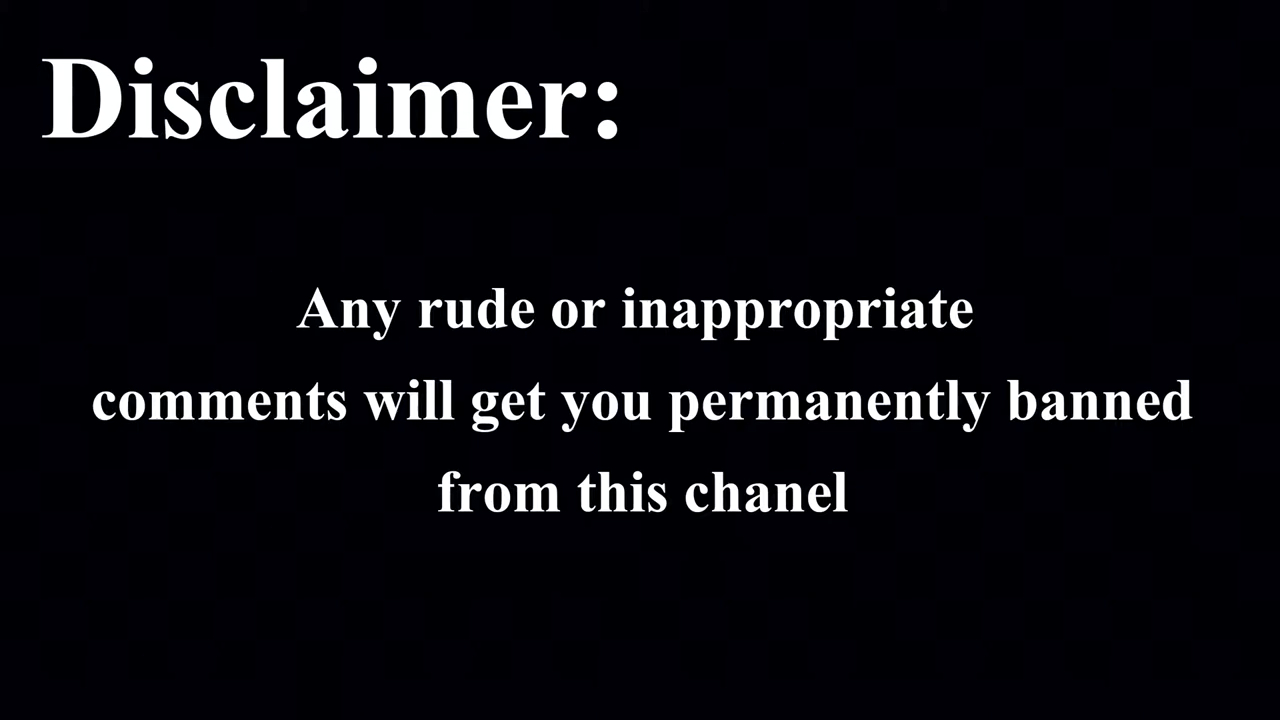 Disclaimer:
Any rude or inappropriate
comments will get you permanently banned
from this chanel